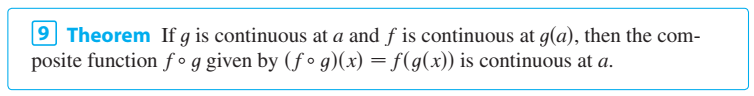 9 Theorem If g is continuous at a and f is continuous at g(a), then the com-
posite function f ∘ g given by (f ∘ g)(x) = f(g(x)) is continuous at a.